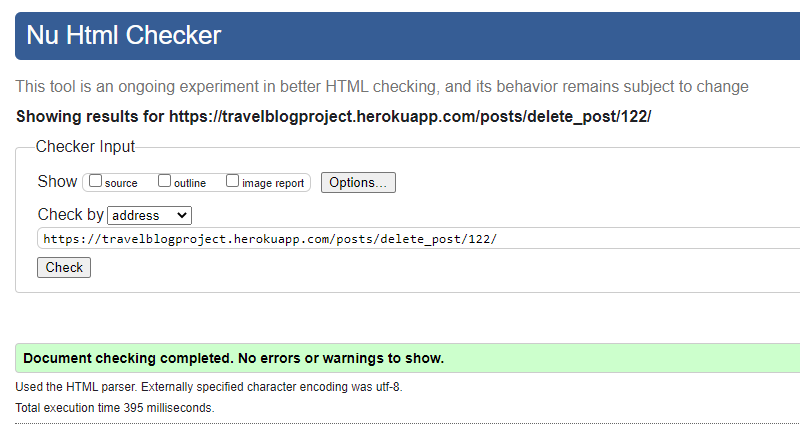 Nu Html Checker
This tool is an ongoing experiment in better HTML checking, and its behavior remains subject to change
Showing results for https://travelblogproject.herokuapp.com/posts/delete_post/122/
Checker Input
Show source outline image report Options...
Check by address
https://travelblogproject.herokuapp.com/posts/delete_post/122/
Check
Document checking completed. No errors or warnings to show.
Used the HTML parser. Externally specified character encoding was utf-8.
Total execution time 395 milliseconds.